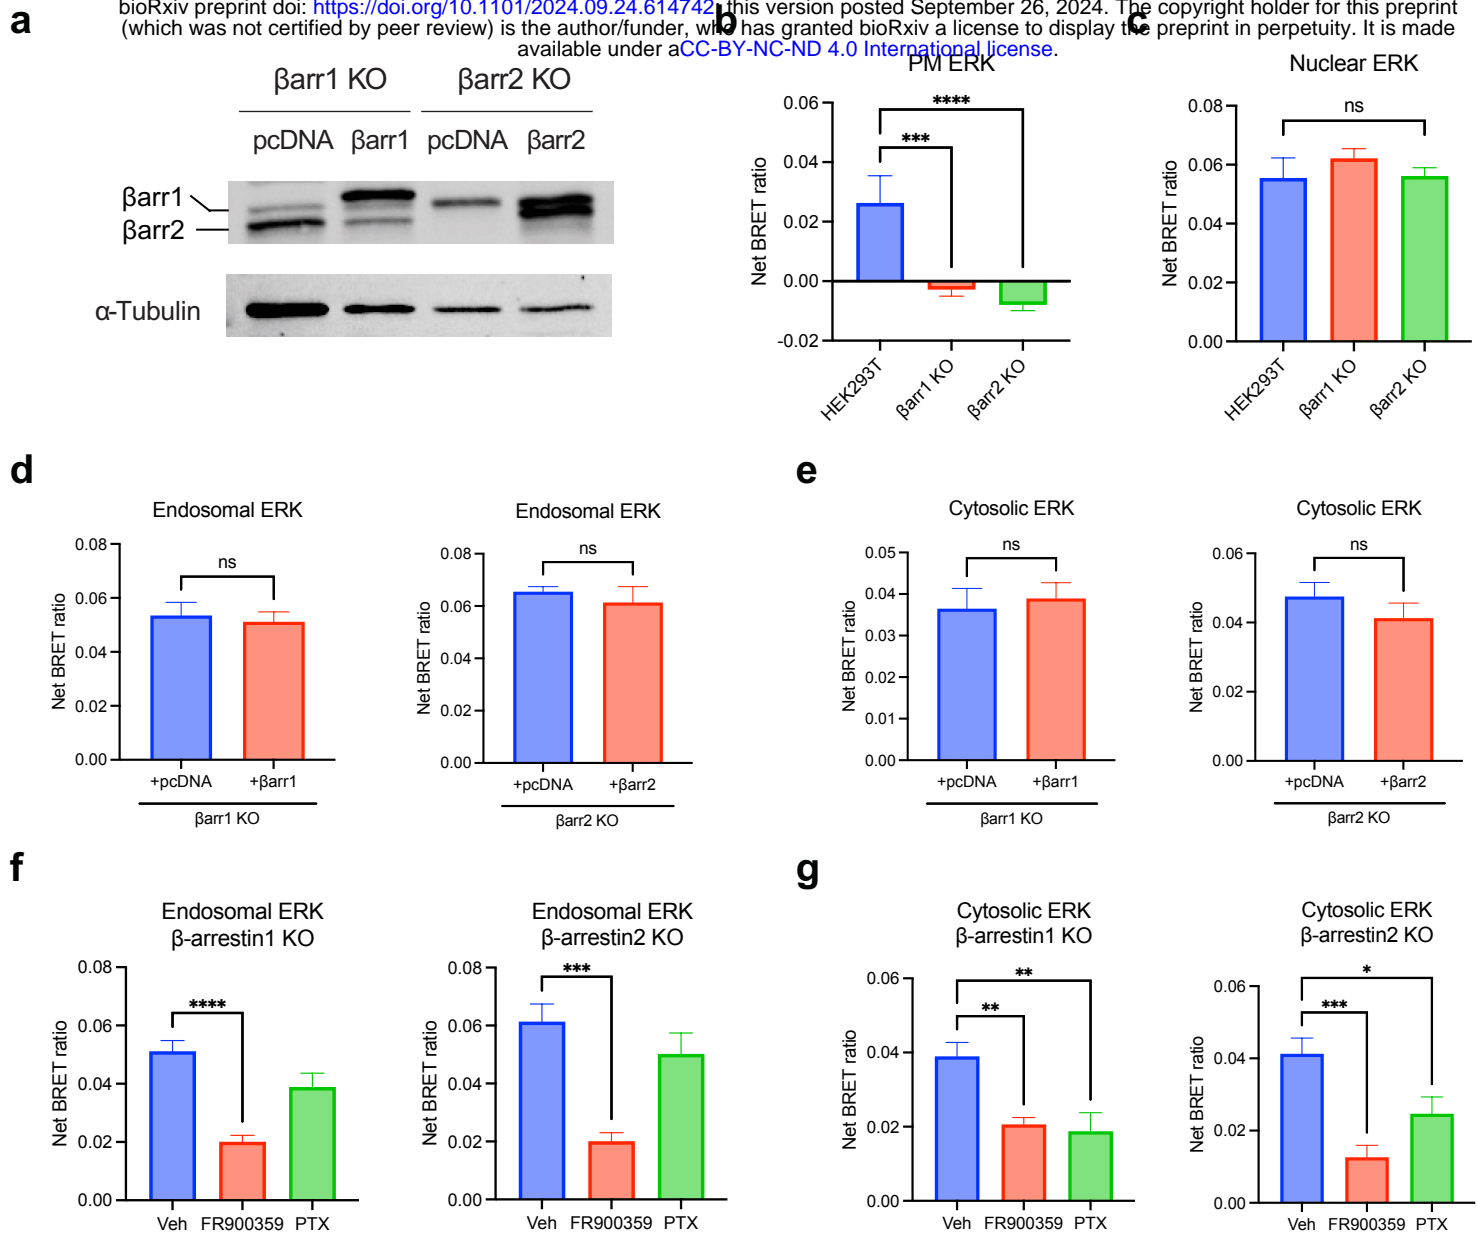 bioRxiv preprint doi: https://doi.org/10.1101/2024.09.24.614742; this version posted September 26, 2024. The copyright holder for this preprint
(which was not certified by peer review) is the author/funder, who has granted bioRxiv a license to display the preprint in perpetuity. It is made
available under aCC-BY-NC-ND 4.0 International license.
a
βarr1 KO βarr2 KO
pcDNA βarr1 pcDNA βarr2
βarr1
βarr2
α-Tubulin
b
PM ERK
Net BRET ratio
0.06
0.04
0.02
0.00
-0.02
****
***
HEK293T
βarr1 KO
βarr2 KO
c
Nuclear ERK
Net BRET ratio
0.08
0.06
0.04
0.02
0.00
ns
HEK293T
βarr1 KO
βarr2 KO
d
Endosomal ERK
Net BRET ratio
0.08
0.06
0.04
0.02
0.00
ns
+pcDNA +βarr1
βarr1 KO
Endosomal ERK
Net BRET ratio
0.08
0.06
0.04
0.02
0.00
ns
+pcDNA +βarr2
βarr2 KO
e
Cytosolic ERK
Net BRET ratio
0.05
0.04
0.03
0.02
0.01
0.00
ns
+pcDNA +βarr1
βarr1 KO
Cytosolic ERK
Net BRET ratio
0.06
0.04
0.02
0.00
ns
+pcDNA +βarr2
βarr2 KO
f
Endosomal ERK
β-arrestin1 KO
Net BRET ratio
0.08
0.06
0.04
0.02
0.00
****
Veh FR900359 PTX
Endosomal ERK
β-arrestin2 KO
Net BRET ratio
0.08
0.06
0.04
0.02
0.00
***
Veh FR900359 PTX
g
Cytosolic ERK
β-arrestin1 KO
Net BRET ratio
0.06
0.04
0.02
0.00
**
**
Veh FR900359 PTX
Cytosolic ERK
β-arrestin2 KO
Net BRET ratio
0.06
0.04
0.02
0.00
*
***
Veh FR900359 PTX